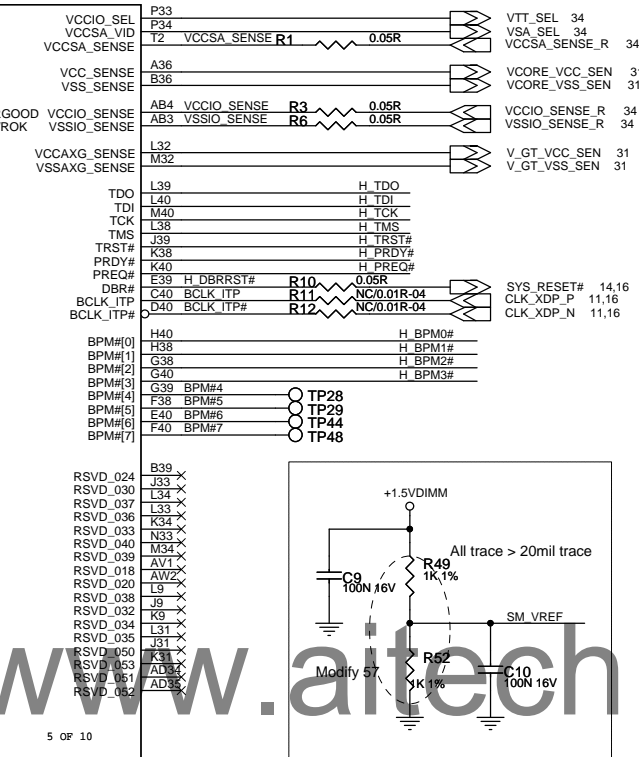 VCCIO_SEL P33 VTT_SEL 34
VCCSA_VID P34 VSA_SEL 34
VCCSA_SENSE T2 VCCSA_SENSE R1 0.05R VCCSA_SENSE_R 34
VCC_SENSE A36 VCORE_VCC_SEN 31
VSS_SENSE B36 VCORE_VSS_SEN 31
GOOD VCCIO_SENSE AB4 VCCIO_SENSE R3 0.05R VCCIO_SENSE_R 34
ROK VSSIO_SENSE AB3 VSSIO_SENSE R6 0.05R VSSIO_SENSE_R 34
VCCAXG_SENSE L32 V_GT_VCC_SEN 31
VSSAXG_SENSE M32 V_GT_VSS_SEN 31
TDO L39 H_TDO
TDI L40 H_TDI
TCK M40 H_TCK
TMS L38 H_TMS
TRST# J39 H_TRST#
PRDY# K38 H_PRDY#
PREQ# K40 H_PREQ#
DBR# E39 H_DBRRST# R10 0.05R SYS_RESET# 14,16
BCLK_ITP C40 BCLK_ITP R11 NC/0.01R-04 CLK_XDP_P 11,16
BCLK_ITP# D40 BCLK_ITP# R12 NC/0.01R-04 CLK_XDP_N 11,16
BPM#[0] H40 H_BPM0#
BPM#[1] H38 H_BPM1#
BPM#[2] G38 H_BPM2#
BPM#[3] G40 H_BPM3#
BPM#[4] G39 BPM#4 TP28
BPM#[5] F38 BPM#5 TP29
BPM#[6] E40 BPM#6 TP44
BPM#[7] F40 BPM#7 TP48
RSVD_024 B39
RSVD_030 J33
RSVD_037 L34
RSVD_036 L33
RSVD_033 K34
RSVD_040 N33
RSVD_039 M34
RSVD_018 AV1
RSVD_020 AW2
RSVD_038 L9
RSVD_032 J9
RSVD_034 K9
RSVD_035 L31
RSVD_050 J31
RSVD_053 K31
RSVD_051 AD34
RSVD_052 AD35
+1.5VDIMM
All trace > 20mil trace
C9
100N 16V
R49
1K 1%
SM_VREF
Modify 57
R52
1K 1%
C10
100N 16V
www.aitech
5 OF 10